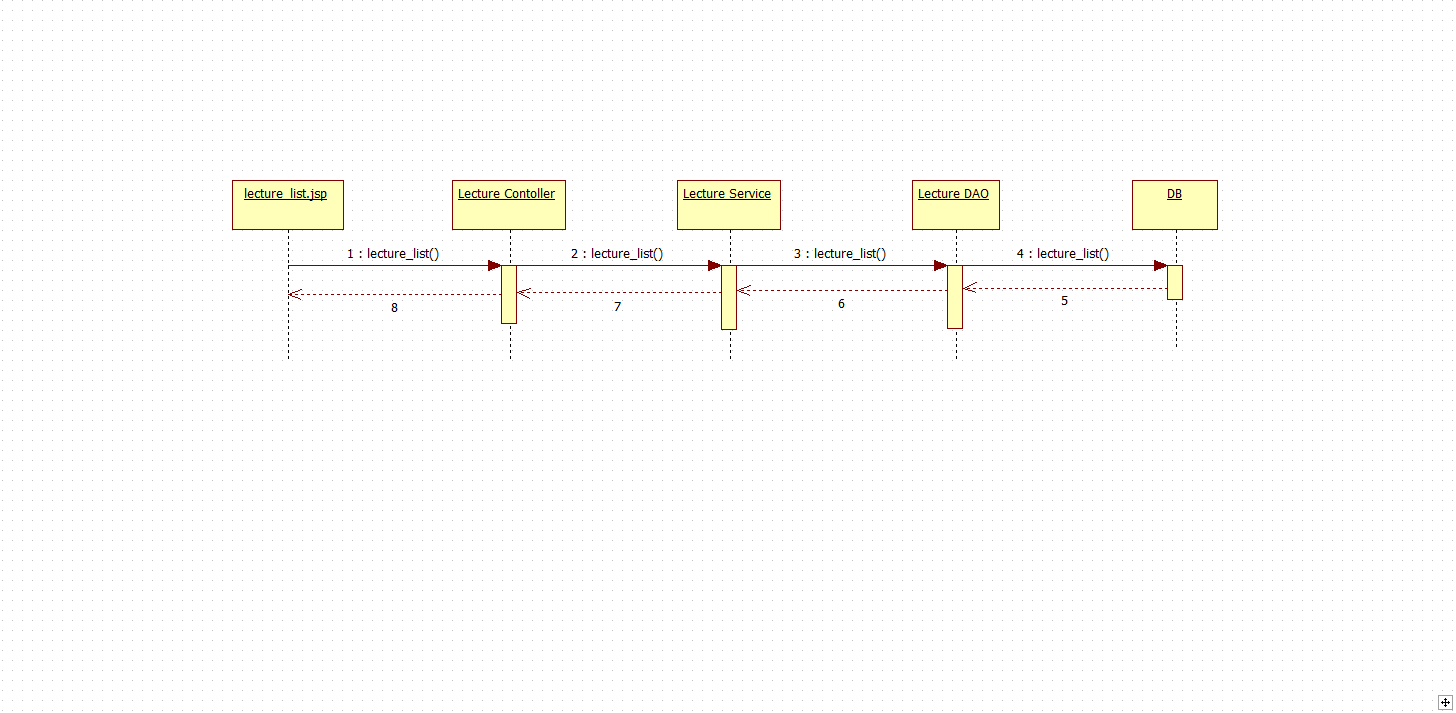 lecture_list.jsp
Lecture Contoller
Lecture Service
Lecture DAO
DB
1 : lecture_list()
2 : lecture_list()
3 : lecture_list()
4 : lecture_list()
8
7
6
5